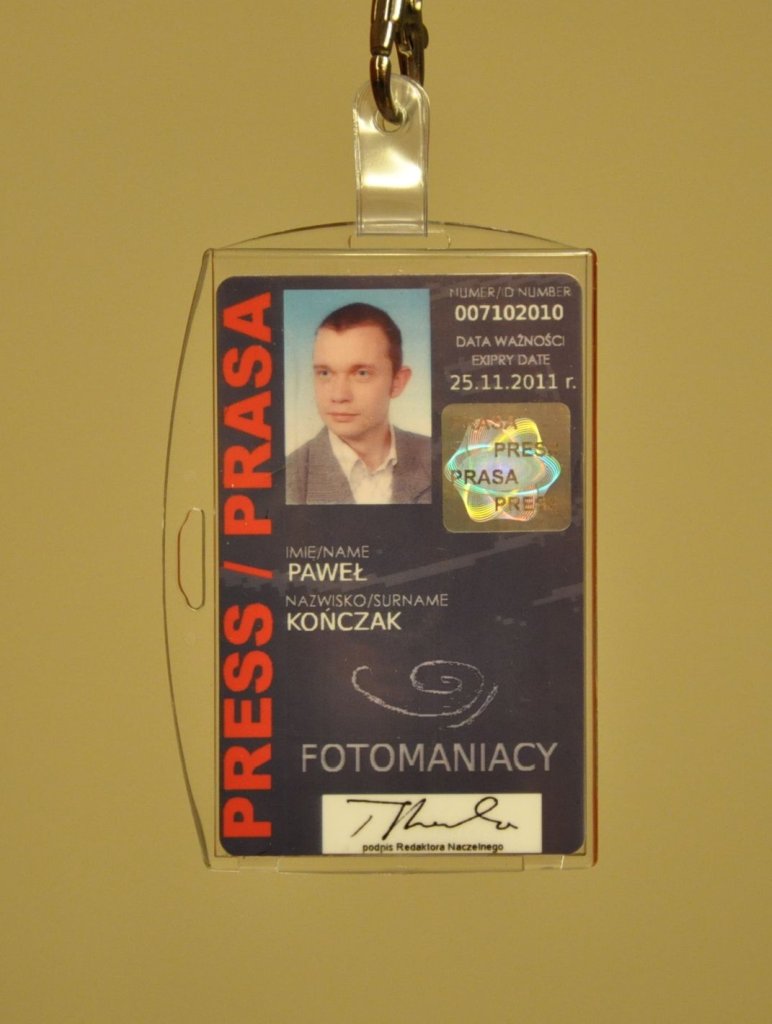 PRESS / PRASA
NUMER/ID NUMBER
007102010
DATA WAŻNOŚCI
EXIPRY DATE
25.11.2011 r.
PRASA
PRESS
PRASA
PRESS
IMIĘ/NAME
PAWEŁ
NAZWISKO/SURNAME
KOŃCZAK
FOTOMANIACY
podpis Redaktora Naczelnego